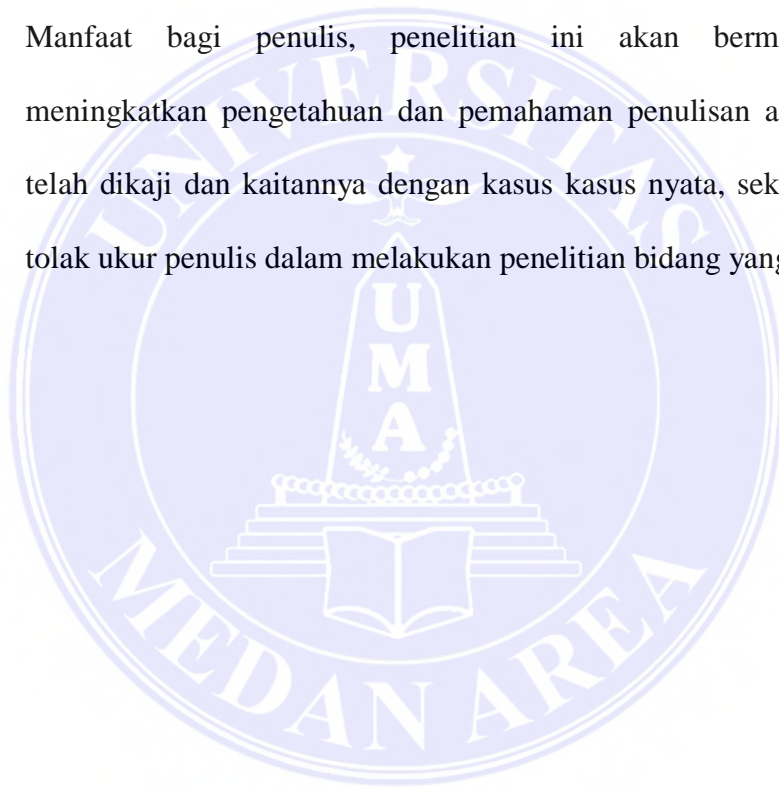 Manfaat bagi penulis, penelitian ini akan berm
meningkatkan pengetahuan dan pemahaman penulisan a
telah dikaji dan kaitannya dengan kasus kasus nyata, sek
tolak ukur penulis dalam melakukan penelitian bidang yang
UNIVERSITAS
U
M
A
MEDAN AREA